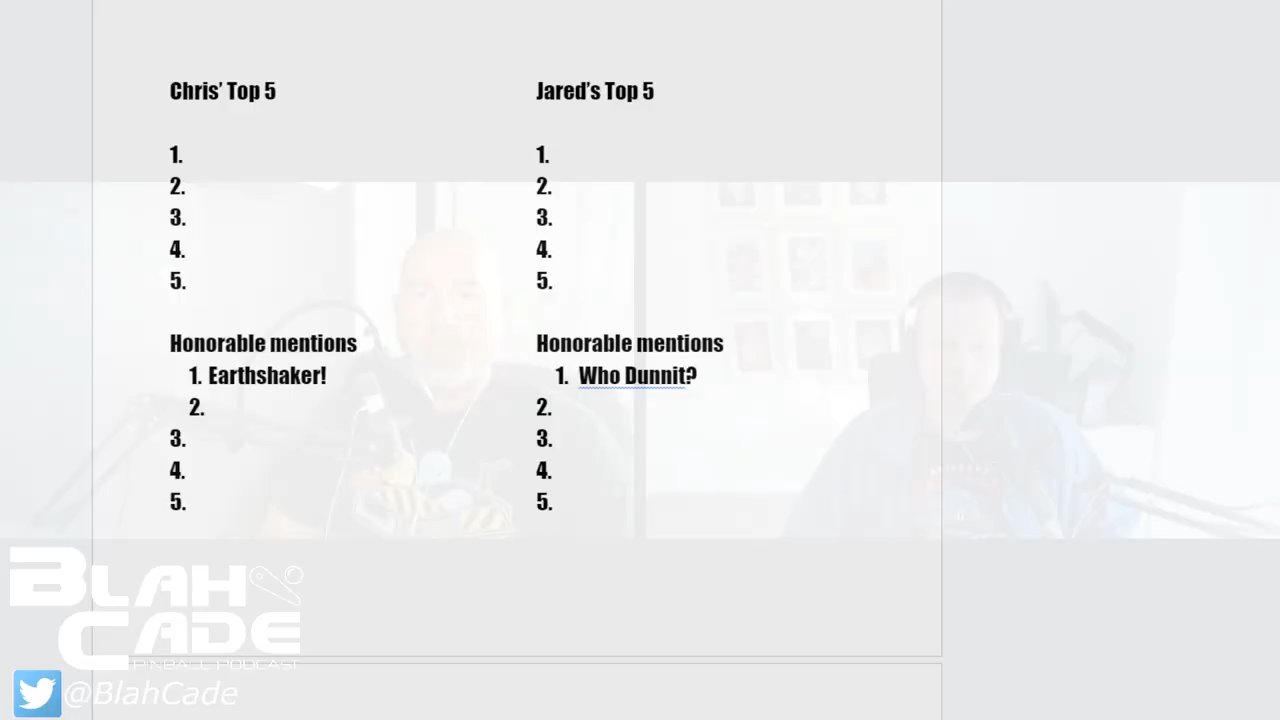 Chris’ Top 5
1.
2.
3.
4.
5.
Honorable mentions
1. Earthshaker!
2.
3.
4.
5.
Jared’s Top 5
1.
2.
3.
4.
5.
Honorable mentions
1. Who Dunnit?
2.
3.
4.
5.
BLAH
CADE
PINBALL PODCAST
@BlahCade